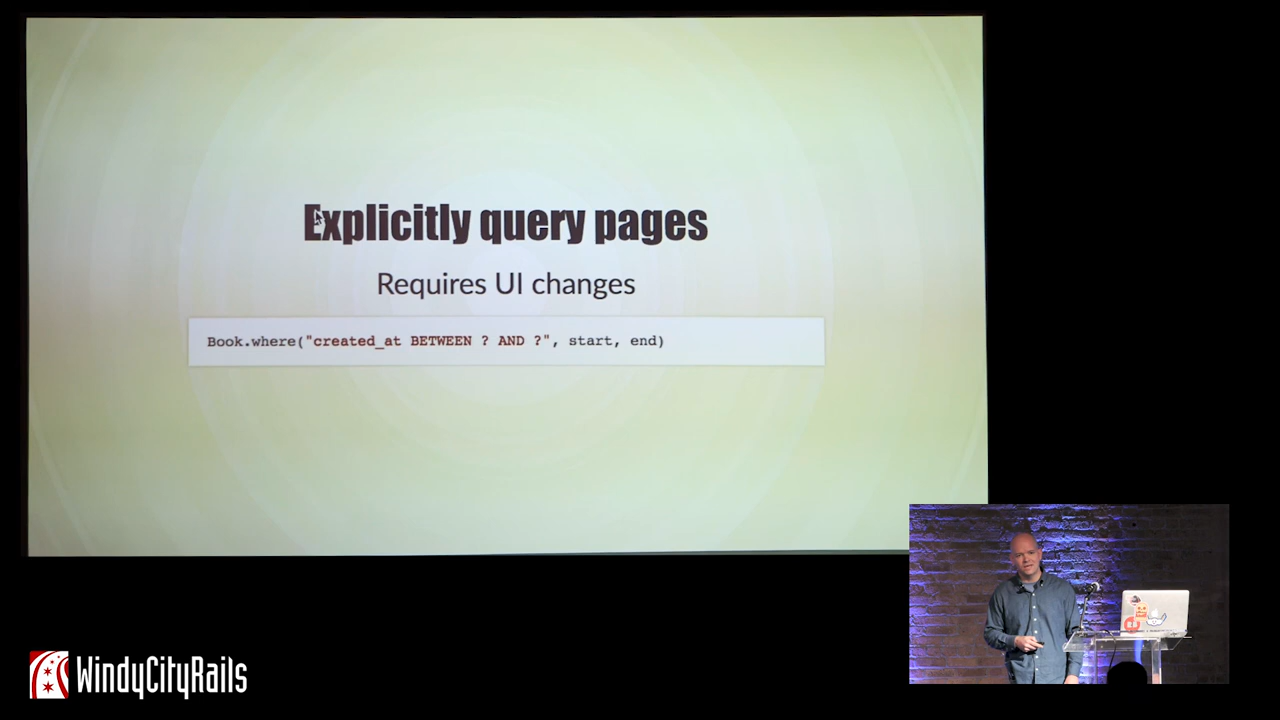 Explicitly query pages
Requires UI changes
Book.where("created_at BETWEEN ? AND ?", start, end)
WindyCityRails